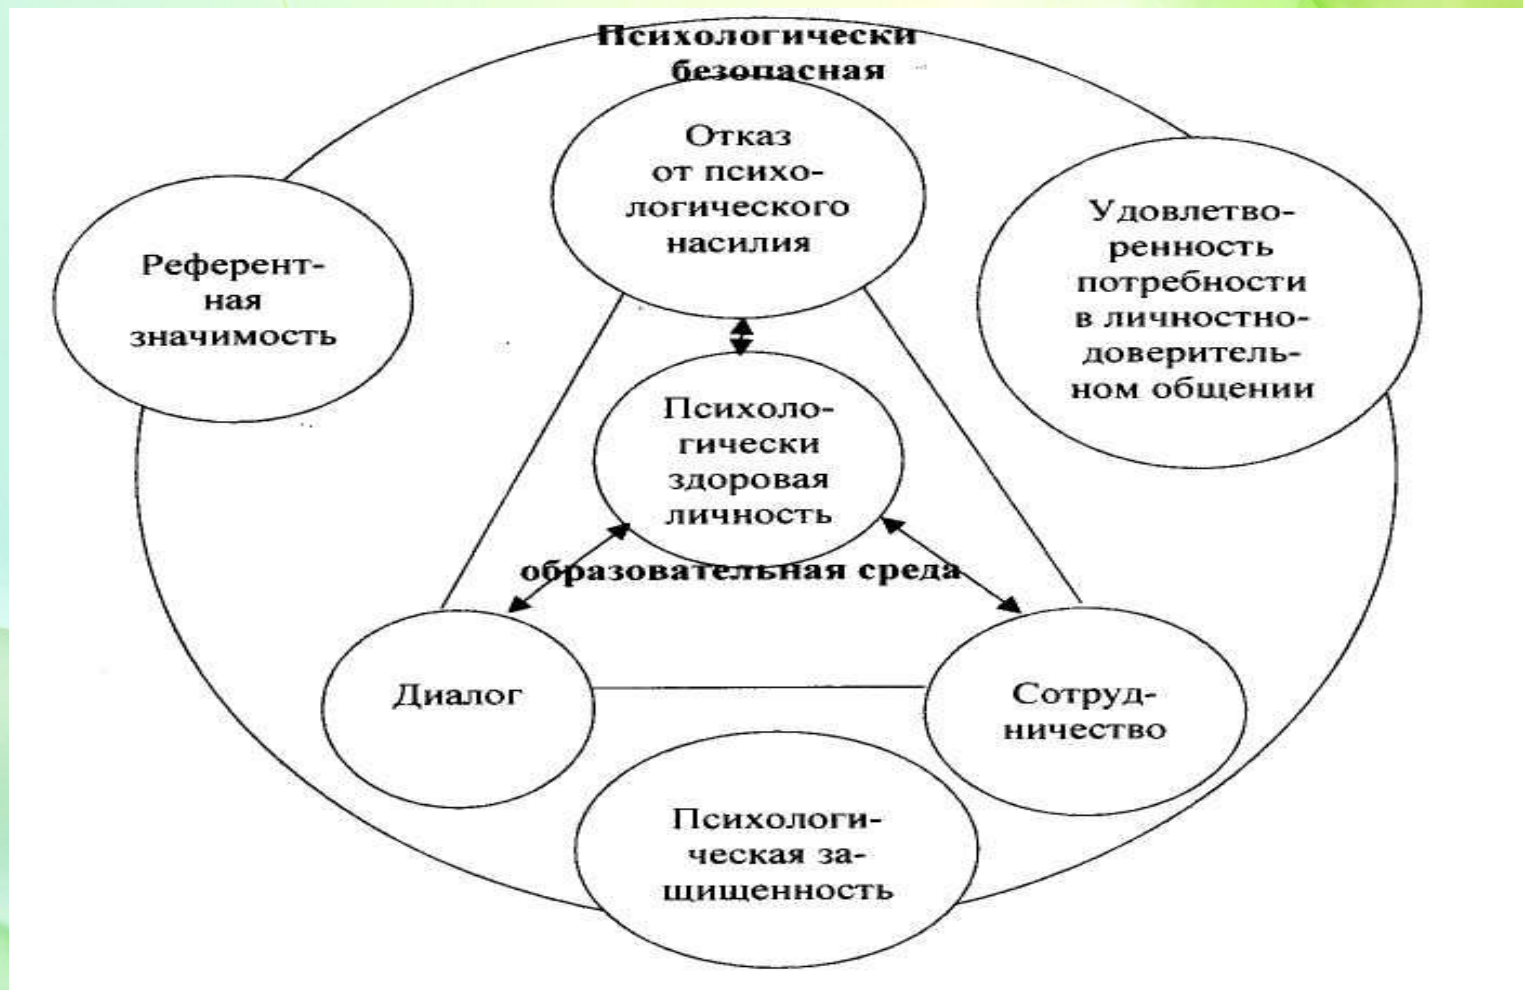 Психологически
безопасная
Отказ
от психо-
логического
насилия
Референт-
ная
значимость
Удовлетво-
ренность
потребности
в личностно-
доверитель-
ном общении
Психоло-
гически
здоровая
личность
образовательная среда
Диалог
Сотруд-
ничество
Психологи-
ческая за-
щищенность